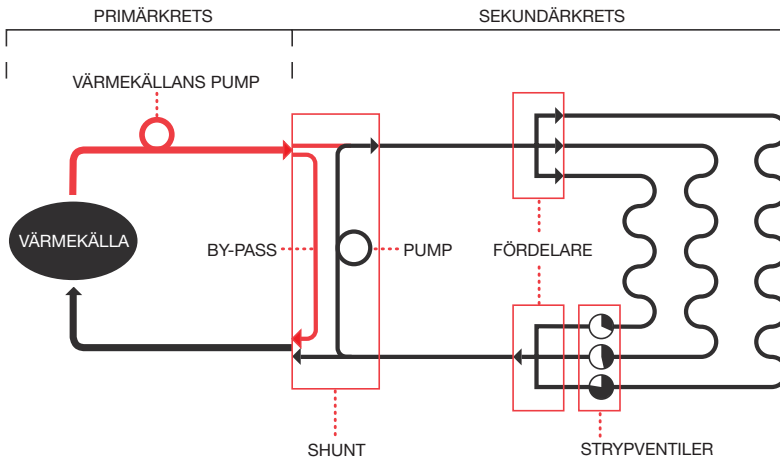 PRIMÄRKRETS
SEKUNDÄRKRETS
VÄRMEKÄLLANS PUMP
VÄRMEKÄLLA
BY-PASS
PUMP
FÖRDELARE
SHUNT
STRYPVENTILER